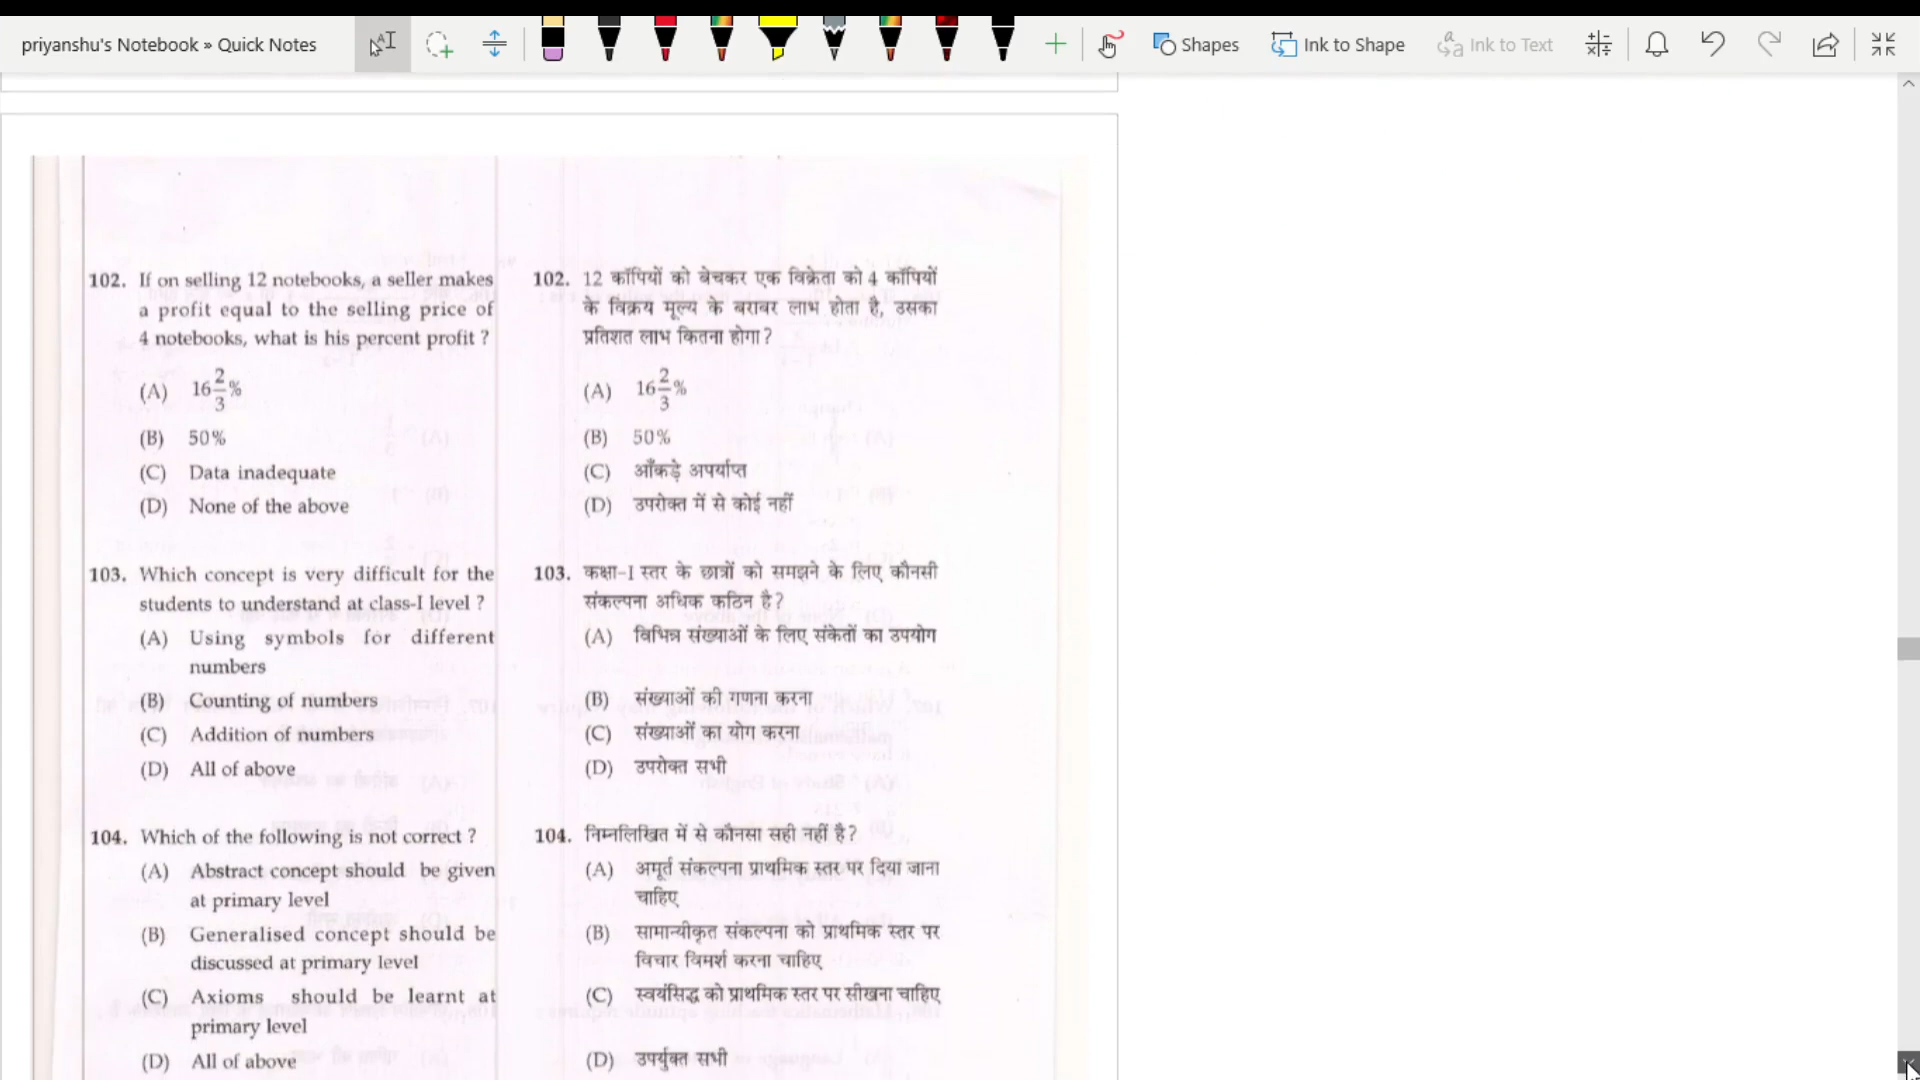 priyanshu's Notebook » Quick Notes
Shapes
Ink to Shape
Ink to Text
102. If on selling 12 notebooks, a seller makes
a profit equal to the selling price of
4 notebooks, what is his percent profit ?
(A) 16 2/3 %
(B) 50%
(C) Data inadequate
(D) None of the above
103. Which concept is very difficult for the
students to understand at class-I level ?
(A) Using symbols for different
numbers
(B) Counting of numbers
(C) Addition of numbers
(D) All of above
104. Which of the following is not correct ?
(A) Abstract concept should be given
at primary level
(B) Generalised concept should be
discussed at primary level
(C) Axioms should be learnt at
primary level
(D) All of above
102. 12 कॉपियों को बेचकर एक विक्रेता को 4 कॉपियों
के विक्रय मूल्य के बराबर लाभ होता है, उसका
प्रतिशत लाभ कितना होगा?
(A) 16 2/3 %
(B) 50%
(C) आँकड़े अपर्याप्त
(D) उपरोक्त में से कोई नहीं
103. कक्षा-I स्तर के छात्रों को समझने के लिए कौनसी
संकल्पना अधिक कठिन है?
(A) विभिन्न संख्याओं के लिए संकेतों का उपयोग
(B) संख्याओं की गणना करना
(C) संख्याओं का योग करना
(D) उपरोक्त सभी
104. निम्नलिखित में से कौनसा सही नहीं है?
(A) अमूर्त संकल्पना प्राथमिक स्तर पर दिया जाना
चाहिए
(B) सामान्यीकृत संकल्पना को प्राथमिक स्तर पर
विचार विमर्श करना चाहिए
(C) स्वयंसिद्ध को प्राथमिक स्तर पर सीखना चाहिए
(D) उपर्युक्त सभी